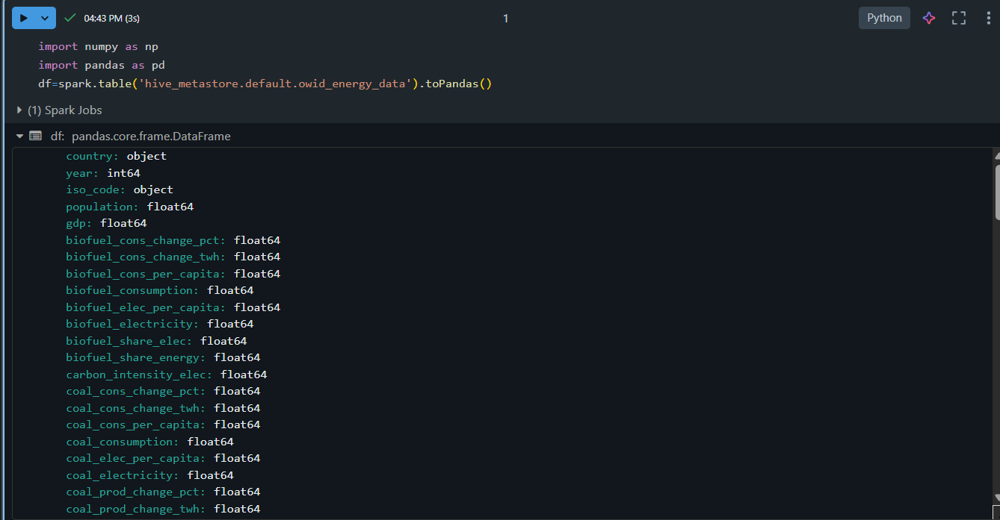 04:43 PM (3s)
1
Python
import numpy as np
import pandas as pd
df=spark.table('hive_metastore.default.owid_energy_data').toPandas()
(1) Spark Jobs
df: pandas.core.frame.DataFrame
country: object
year: int64
iso_code: object
population: float64
gdp: float64
biofuel_cons_change_pct: float64
biofuel_cons_change_twh: float64
biofuel_cons_per_capita: float64
biofuel_consumption: float64
biofuel_elec_per_capita: float64
biofuel_electricity: float64
biofuel_share_elec: float64
biofuel_share_energy: float64
carbon_intensity_elec: float64
coal_cons_change_pct: float64
coal_cons_change_twh: float64
coal_cons_per_capita: float64
coal_consumption: float64
coal_elec_per_capita: float64
coal_electricity: float64
coal_prod_change_pct: float64
coal_prod_change_twh: float64